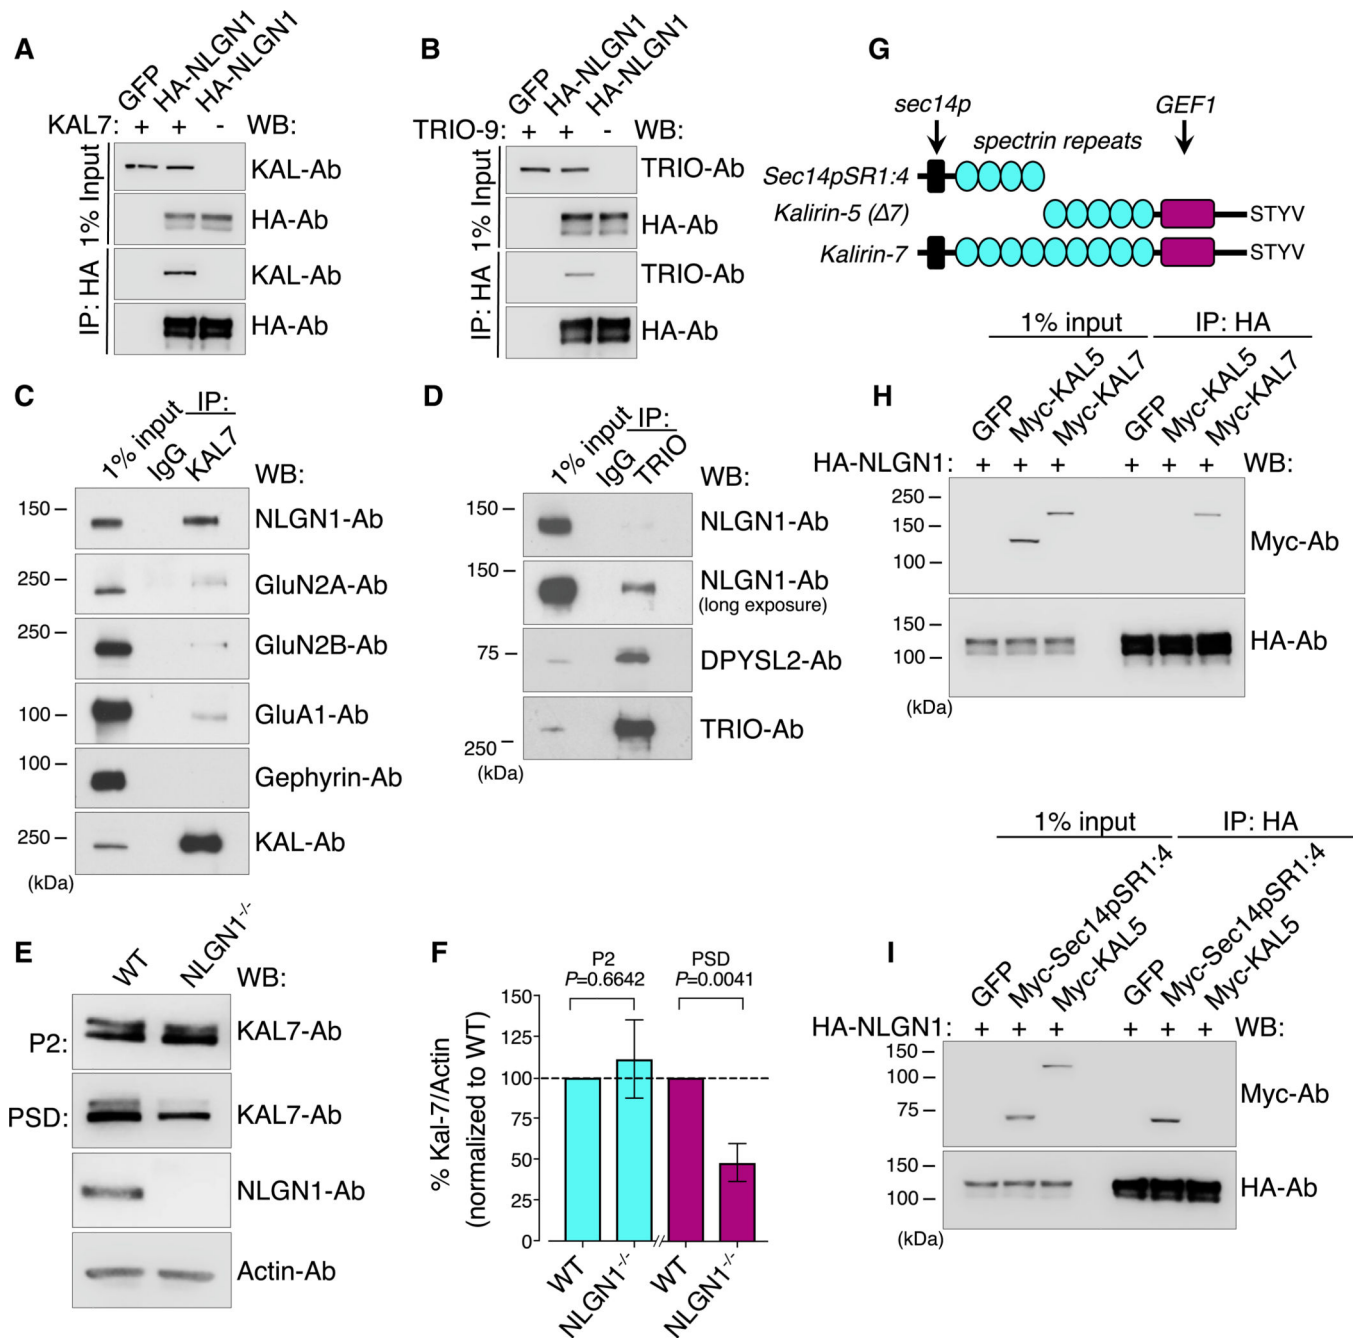 A
GFP
HA-NLGN1
HA-NLGN1
KAL7: + + - WB:
1% Input
KAL-Ab
HA-Ab
IP: HA
KAL-Ab
HA-Ab
B
GFP
HA-NLGN1
HA-NLGN1
TRIO-9: + + - WB:
1% Input
TRIO-Ab
HA-Ab
IP: HA
TRIO-Ab
HA-Ab
C
1% input
IgG
IP:
KAL7
WB:
150 – NLGN1-Ab
250 – GluN2A-Ab
250 – GluN2B-Ab
100 – GluA1-Ab
100 – Gephyrin-Ab
250 – KAL-Ab
(kDa)
D
1% input
IgG
IP:
TRIO
WB:
150 – NLGN1-Ab
150 – NLGN1-Ab
(long exposure)
75 – DPYSL2-Ab
TRIO-Ab
250 –
(kDa)
E
WT
NLGN1-/-
WB:
P2: KAL7-Ab
PSD: KAL7-Ab
NLGN1-Ab
Actin-Ab
F
P2 PSD
P=0.6642 P=0.0041
% Kal-7/Actin
(normalized to WT)
150
125
100
75
50
25
0
WT
NLGN1-/-
WT
NLGN1-/-
G
sec14p GEF1
spectrin repeats
Sec14pSR1:4
Kalirin-5 (Δ7) STYV
Kalirin-7 STYV
H
1% input IP: HA
GFP
Myc-KAL5
Myc-KAL7
GFP
Myc-KAL5
Myc-KAL7
HA-NLGN1: + + + + + + WB:
250 –
150 –
100 –
Myc-Ab
150 –
100 –
HA-Ab
(kDa)
I
1% input IP: HA
GFP
Myc-Sec14pSR1:4
Myc-KAL5
GFP
Myc-Sec14pSR1:4
Myc-KAL5
HA-NLGN1: + + + + + + WB:
150 –
100 –
75 –
Myc-Ab
150 –
100 –
HA-Ab
(kDa)